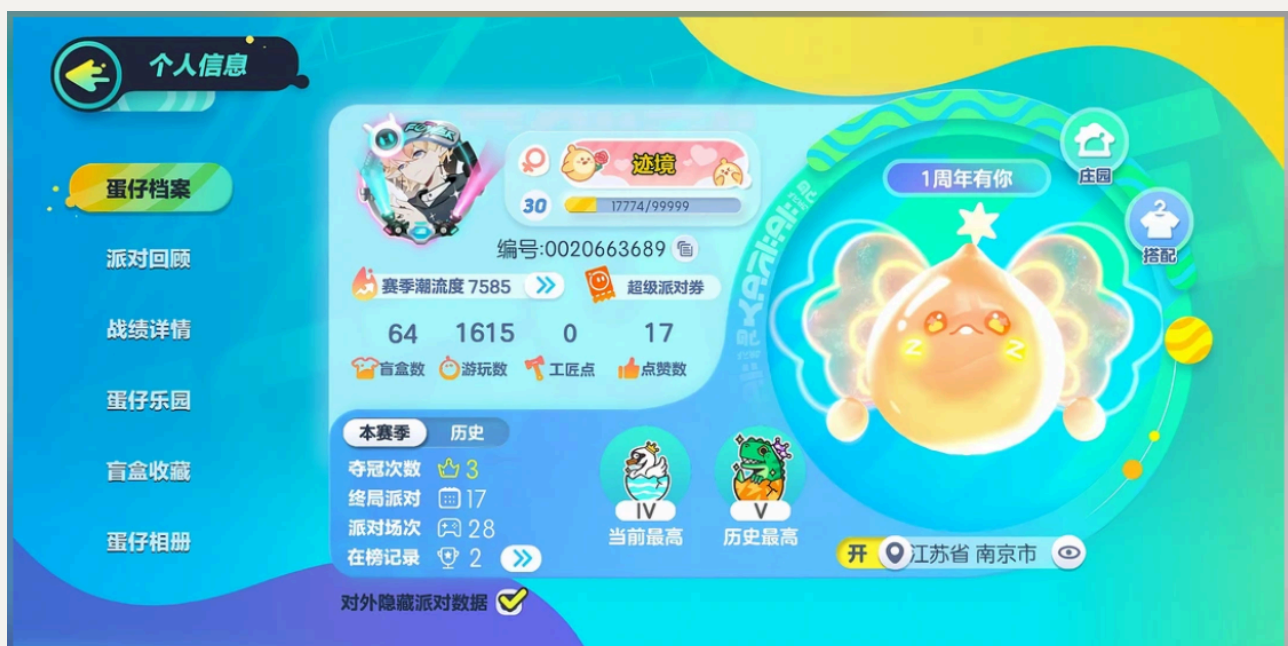 个人信息
蛋仔档案
派对回顾
战绩详情
蛋仔乐园
盲盒收藏
蛋仔相册
迹境
30 17774/99999
编号:0020663689
赛季潮流度 7585
超级派对券
64 1615 0 17
盲盒数 游玩数 工匠点 点赞数
本赛季 历史
夺冠次数 3
终局派对 17
派对场次 28
在榜记录 2
IV
当前最高
V
历史最高
对外隐藏派对数据
1周年有你
庄园
搭配
Z Z
开 江苏省 南京市